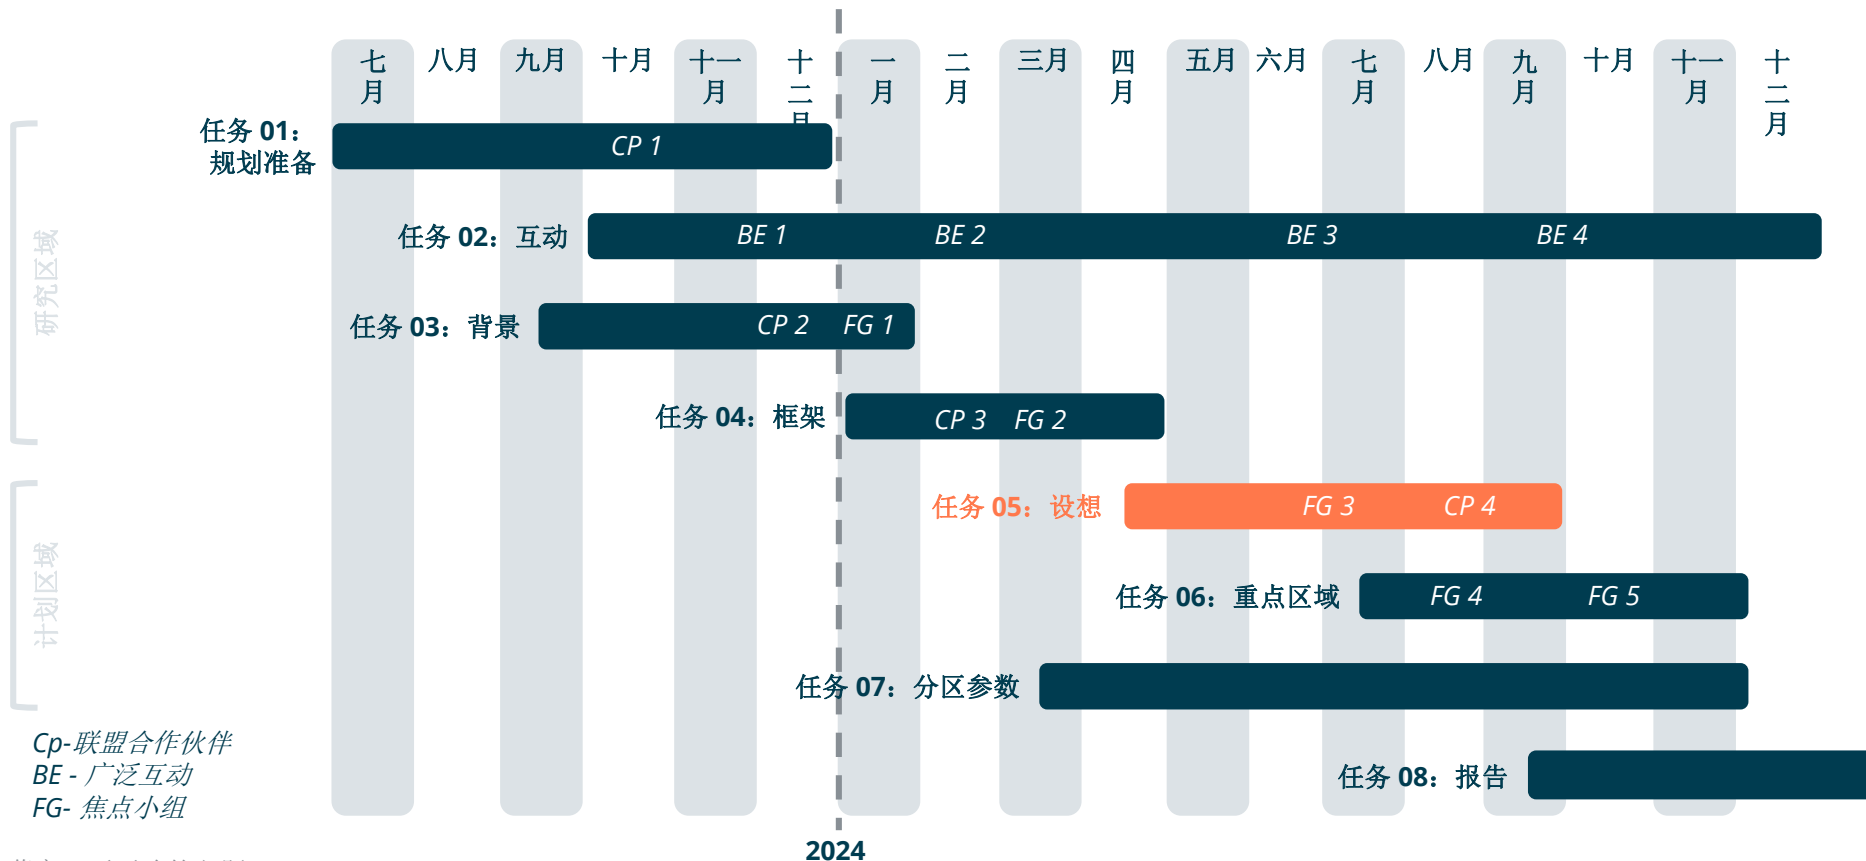 七月 八月 九月 十月 十一月 十二月 一月 二月 三月 四月 五月 六月 七月 八月 九月 十月 十一月 十二月
任务 01：
规划准备
CP 1
任务 02：互动
BE 1 BE 2 BE 3 BE 4
任务 03：背景
CP 2 FG 1
任务 04：框架
CP 3 FG 2
研究区域
任务 05：设想
FG 3 CP 4
任务 06：重点区域
FG 4 FG 5
任务 07：分区参数
计划区域
任务 08：报告
Cp-联盟合作伙伴
BE - 广泛互动
FG- 焦点小组
2024